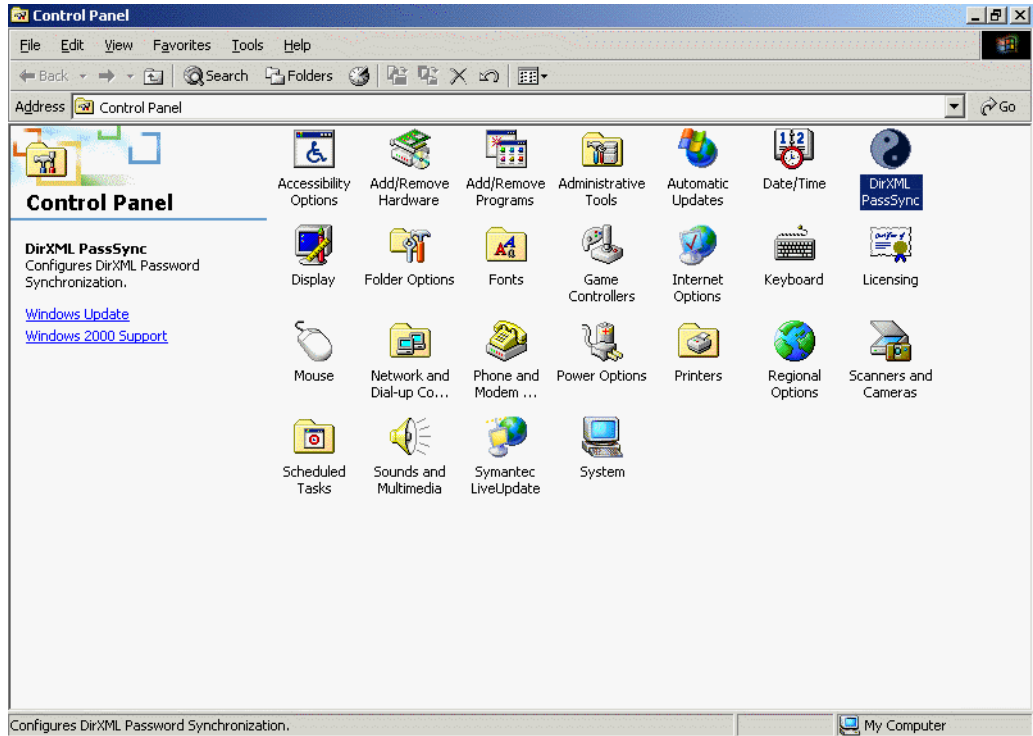 Control Panel
File Edit View Favorites Tools Help
Back Search Folders
Address Control Panel Go
Control Panel
DirXML PassSync
Configures DirXML Password
Synchronization.
Windows Update
Windows 2000 Support
Accessibility
Options
Add/Remove
Hardware
Add/Remove
Programs
Administrative
Tools
Automatic
Updates
Date/Time
DirXML
PassSync
Display
Folder Options
Fonts
Game
Controllers
Internet
Options
Keyboard
Licensing
Mouse
Network and
Dial-up Co...
Phone and
Modem ...
Power Options
Printers
Regional
Options
Scanners and
Cameras
Scheduled
Tasks
Sounds and
Multimedia
Symantec
LiveUpdate
System
Configures DirXML Password Synchronization. My Computer